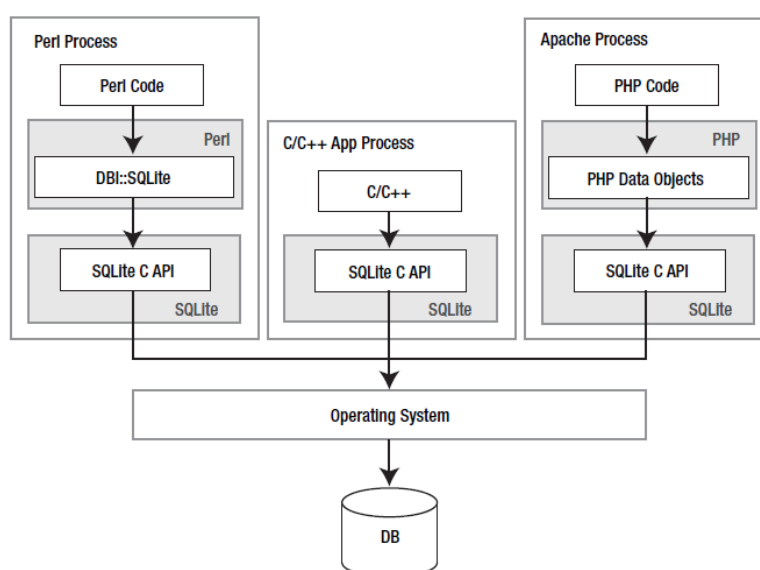 Perl Process
Perl Code
Perl
DBI::SQLite
SQLite C API
SQLite
C/C++ App Process
C/C++
SQLite C API
SQLite
Apache Process
PHP Code
PHP
PHP Data Objects
SQLite C API
SQLite
Operating System
DB